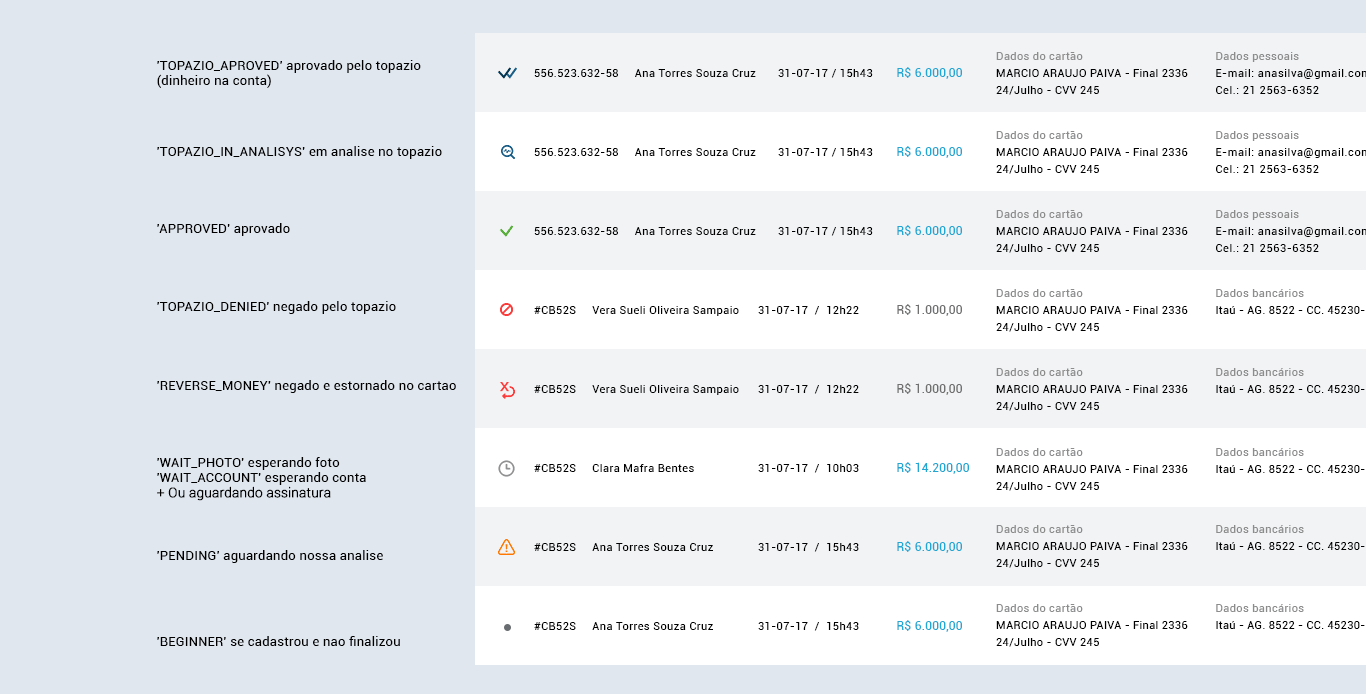 'TOPAZIO_APROVED' aprovado pelo topazio
(dinheiro na conta)
556.523.632-58 Ana Torres Souza Cruz 31-07-17 / 15h43 R$ 6.000,00
Dados do cartão
MARCIO ARAUJO PAIVA - Final 2336
24/Julho - CVV 245
Dados pessoais
E-mail: anasilva@gmail.com
Cel.: 21 2563-6352
'TOPAZIO_IN_ANALISYS' em analise no topazio
556.523.632-58 Ana Torres Souza Cruz 31-07-17 / 15h43 R$ 6.000,00
Dados do cartão
MARCIO ARAUJO PAIVA - Final 2336
24/Julho - CVV 245
Dados pessoais
E-mail: anasilva@gmail.com
Cel.: 21 2563-6352
'APPROVED' aprovado
556.523.632-58 Ana Torres Souza Cruz 31-07-17 / 15h43 R$ 6.000,00
Dados do cartão
MARCIO ARAUJO PAIVA - Final 2336
24/Julho - CVV 245
Dados pessoais
E-mail: anasilva@gmail.com
Cel.: 21 2563-6352
'TOPAZIO_DENIED' negado pelo topazio
#CB52S Vera Sueli Oliveira Sampaio 31-07-17 / 12h22 R$ 1.000,00
Dados do cartão
MARCIO ARAUJO PAIVA - Final 2336
24/Julho - CVV 245
Dados bancários
Itaú - AG. 8522 - CC. 45230-
'REVERSE_MONEY' negado e estornado no cartao
#CB52S Vera Sueli Oliveira Sampaio 31-07-17 / 12h22 R$ 1.000,00
Dados do cartão
MARCIO ARAUJO PAIVA - Final 2336
24/Julho - CVV 245
Dados bancários
Itaú - AG. 8522 - CC. 45230-
'WAIT_PHOTO' esperando foto
'WAIT_ACCOUNT' esperando conta
+ Ou aguardando assinatura
#CB52S Clara Mafra Bentes 31-07-17 / 10h03 R$ 14.200,00
Dados do cartão
MARCIO ARAUJO PAIVA - Final 2336
24/Julho - CVV 245
Dados bancários
Itaú - AG. 8522 - CC. 45230-
'PENDING' aguardando nossa analise
#CB52S Ana Torres Souza Cruz 31-07-17 / 15h43 R$ 6.000,00
Dados do cartão
MARCIO ARAUJO PAIVA - Final 2336
24/Julho - CVV 245
Dados bancários
Itaú - AG. 8522 - CC. 45230-
'BEGINNER' se cadastrou e nao finalizou
#CB52S Ana Torres Souza Cruz 31-07-17 / 15h43 R$ 6.000,00
Dados do cartão
MARCIO ARAUJO PAIVA - Final 2336
24/Julho - CVV 245
Dados bancários
Itaú - AG. 8522 - CC. 45230-